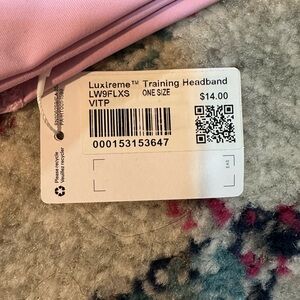 Luxtreme™ Training Headband
LW9FLXS ONE SIZE $14.00
VITP
000153153647
Please recycle
Veuillez recycler